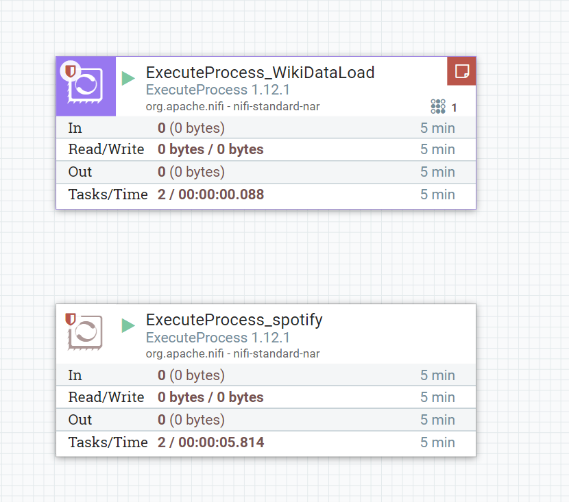 ExecuteProcess_WikiDataLoad
ExecuteProcess 1.12.1
org.apache.nifi - nifi-standard-nar
1
In 0 (0 bytes) 5 min
Read/Write 0 bytes / 0 bytes 5 min
Out 0 (0 bytes) 5 min
Tasks/Time 2 / 00:00:00.088 5 min
ExecuteProcess_spotify
ExecuteProcess 1.12.1
org.apache.nifi - nifi-standard-nar
In 0 (0 bytes) 5 min
Read/Write 0 bytes / 0 bytes 5 min
Out 0 (0 bytes) 5 min
Tasks/Time 2 / 00:00:05.814 5 min